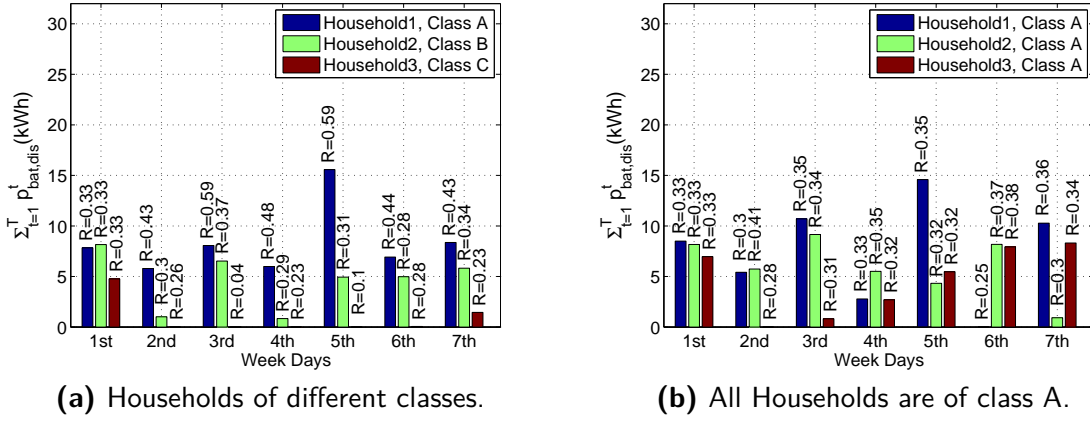 30
25
20
15
10
5
0
Σ^T_{t=1} p^t_{bat,dis}(kWh)
Household1, Class A
Household2, Class B
Household3, Class C
R=0.33
R=0.33
R=0.33
R=0.43
R=0.3
R=0.26
R=0.59
R=0.37
R=0.04
R=0.48
R=0.29
R=0.23
R=0.59
R=0.31
R=0.1
R=0.44
R=0.28
R=0.28
R=0.43
R=0.34
R=0.23
1st 2nd 3rd 4th 5th 6th 7th
Week Days
(a) Households of different classes.
30
25
20
15
10
5
0
Σ^T_{t=1} p^t_{bat,dis}(kWh)
Household1, Class A
Household2, Class A
Household3, Class A
R=0.33
R=0.33
R=0.33
R=0.3
R=0.41
R=0.28
R=0.35
R=0.34
R=0.31
R=0.33
R=0.35
R=0.32
R=0.35
R=0.32
R=0.32
R=0.25
R=0.37
R=0.38
R=0.36
R=0.3
R=0.34
1st 2nd 3rd 4th 5th 6th 7th
Week Days
(b) All Households are of class A.